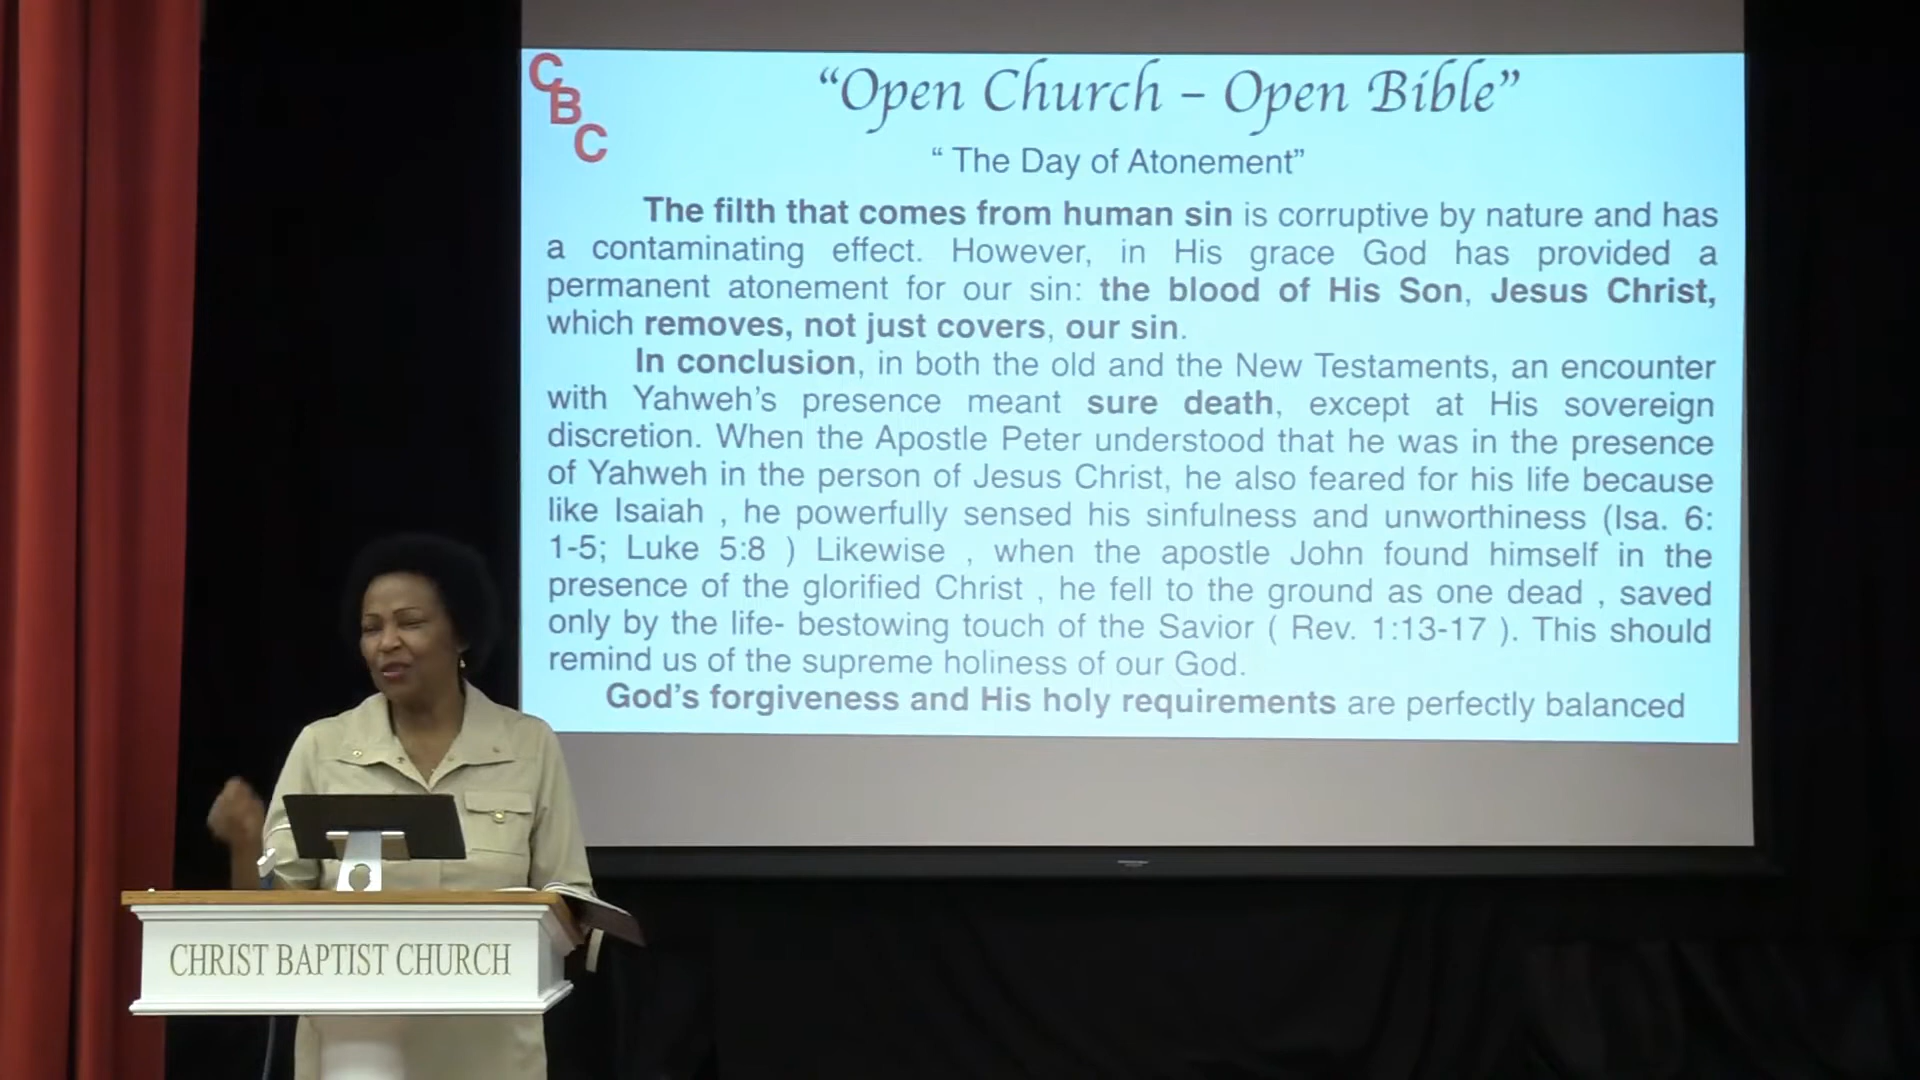 CBC
“Open Church – Open Bible”
“ The Day of Atonement”
The filth that comes from human sin is corruptive by nature and has
a contaminating effect. However, in His grace God has provided a
permanent atonement for our sin: the blood of His Son, Jesus Christ,
which removes, not just covers, our sin.
In conclusion, in both the old and the New Testaments, an encounter
with Yahweh’s presence meant sure death, except at His sovereign
discretion. When the Apostle Peter understood that he was in the presence
of Yahweh in the person of Jesus Christ, he also feared for his life because
like Isaiah , he powerfully sensed his sinfulness and unworthiness (Isa. 6:
1-5; Luke 5:8 ) Likewise , when the apostle John found himself in the
presence of the glorified Christ , he fell to the ground as one dead , saved
only by the life- bestowing touch of the Savior ( Rev. 1:13-17 ). This should
remind us of the supreme holiness of our God.
God’s forgiveness and His holy requirements are perfectly balanced
CHRIST BAPTIST CHURCH